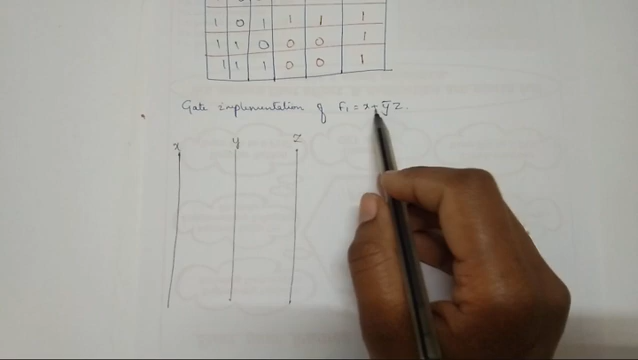 1 0 1 1 1 1
1 1 0 0 0 1
1 1 1 0 0 1
Gate implementation of F₁ = x + y̅ z.
x y z